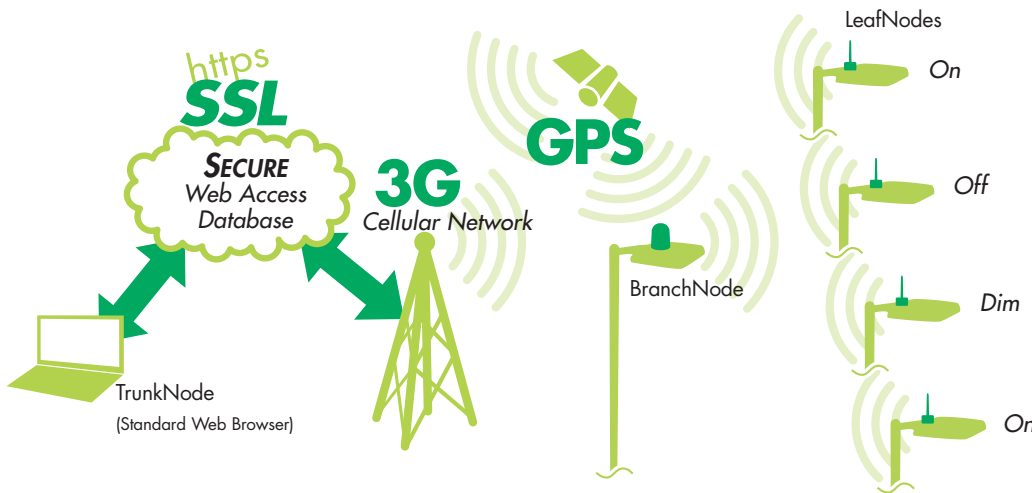 https
SSL
SECURE
Web Access
Database
3G
Cellular Network
TrunkNode
(Standard Web Browser)
GPS
BranchNode
LeafNodes
On
Off
Dim
On